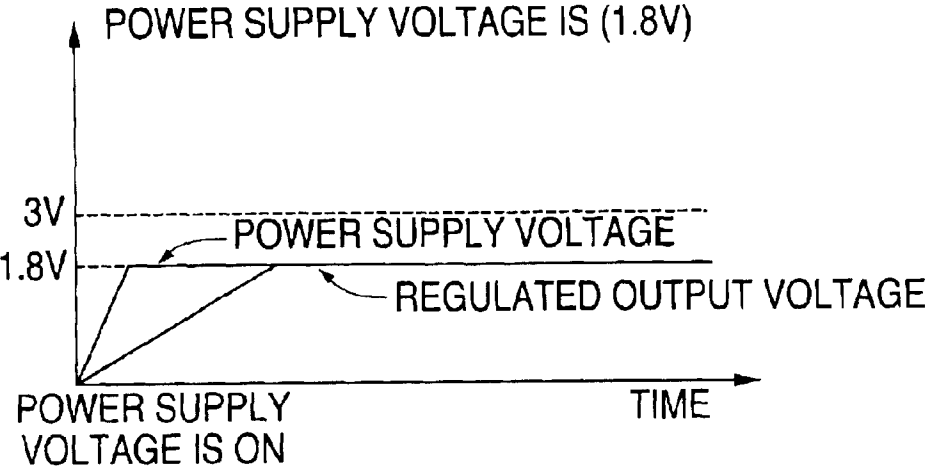 POWER SUPPLY VOLTAGE IS (1.8V)
3V
POWER SUPPLY VOLTAGE
1.8V
REGULATED OUTPUT VOLTAGE
POWER SUPPLY
VOLTAGE IS ON
TIME